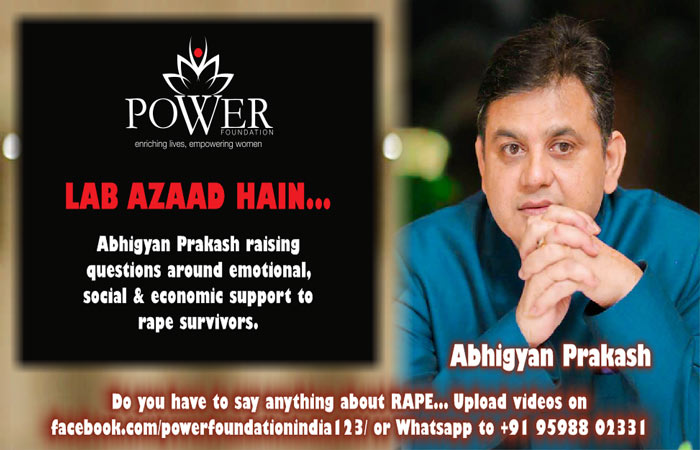 POWER
FOUNDATION
enriching lives, empowering women
LAB AZAAD HAIN...
Abhigyan Prakash raising
questions around emotional,
social & economic support to
rape survivors.
Abhigyan Prakash
Do you have to say anything about RAPE... Upload videos on
facebook.com/powerfoundationindia123/ or Whatsapp to +91 95988 02331